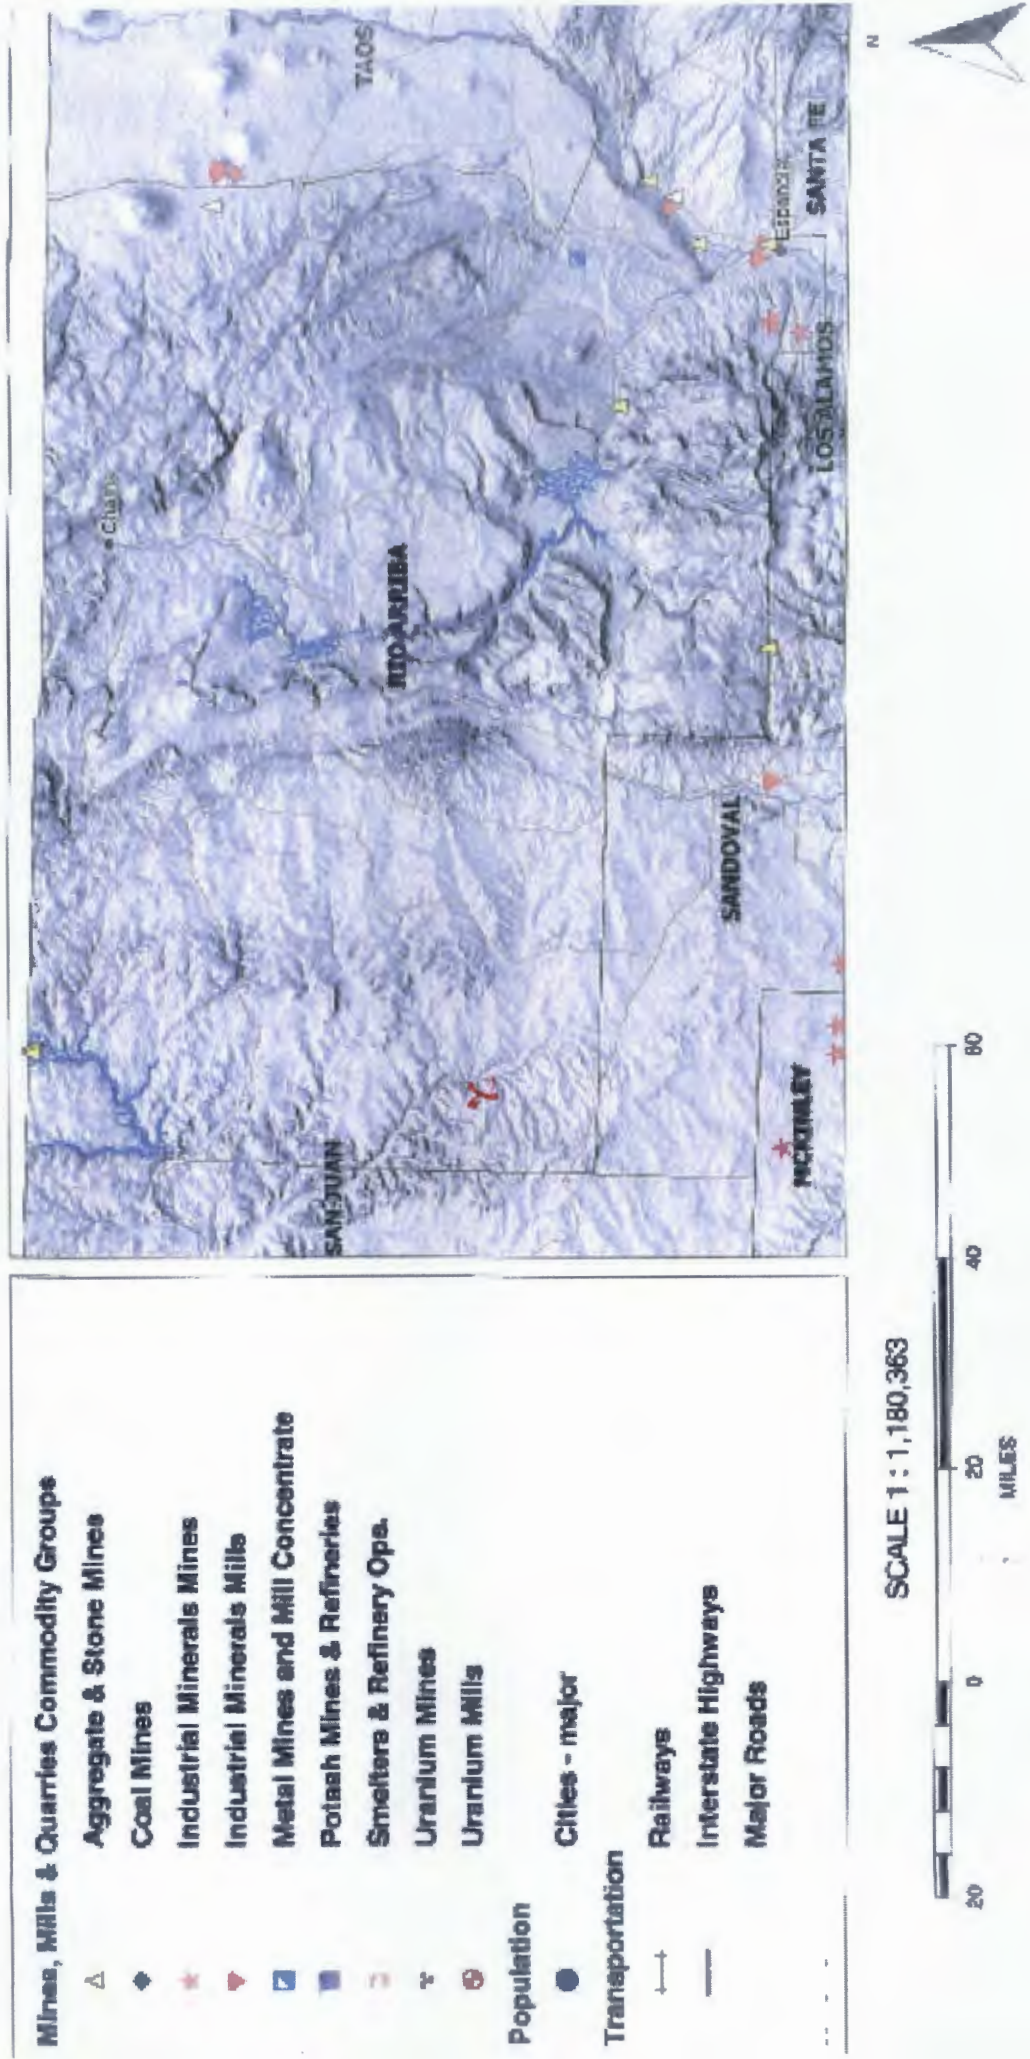 Mines, Mills & Quarries Commodity Groups
Aggregate & Stone Mines
Coal Mines
Industrial Minerals Mines
Industrial Minerals Mills
Metal Mines and Mill Concentrate
Potash Mines & Refineries
Smelters & Refinery Ops.
Uranium Mines
Uranium Mills
Population
Cities - major
Transportation
Railways
Interstate Highways
Major Roads
SAN JUAN
RIO ARRIBA
TAOS
Chama
MCKINLEY
SANDOVAL
LOS ALAMOS
Espanola
SANTA FE
SCALE 1 : 1,180,363
20 0 20 40 60
MILES
N